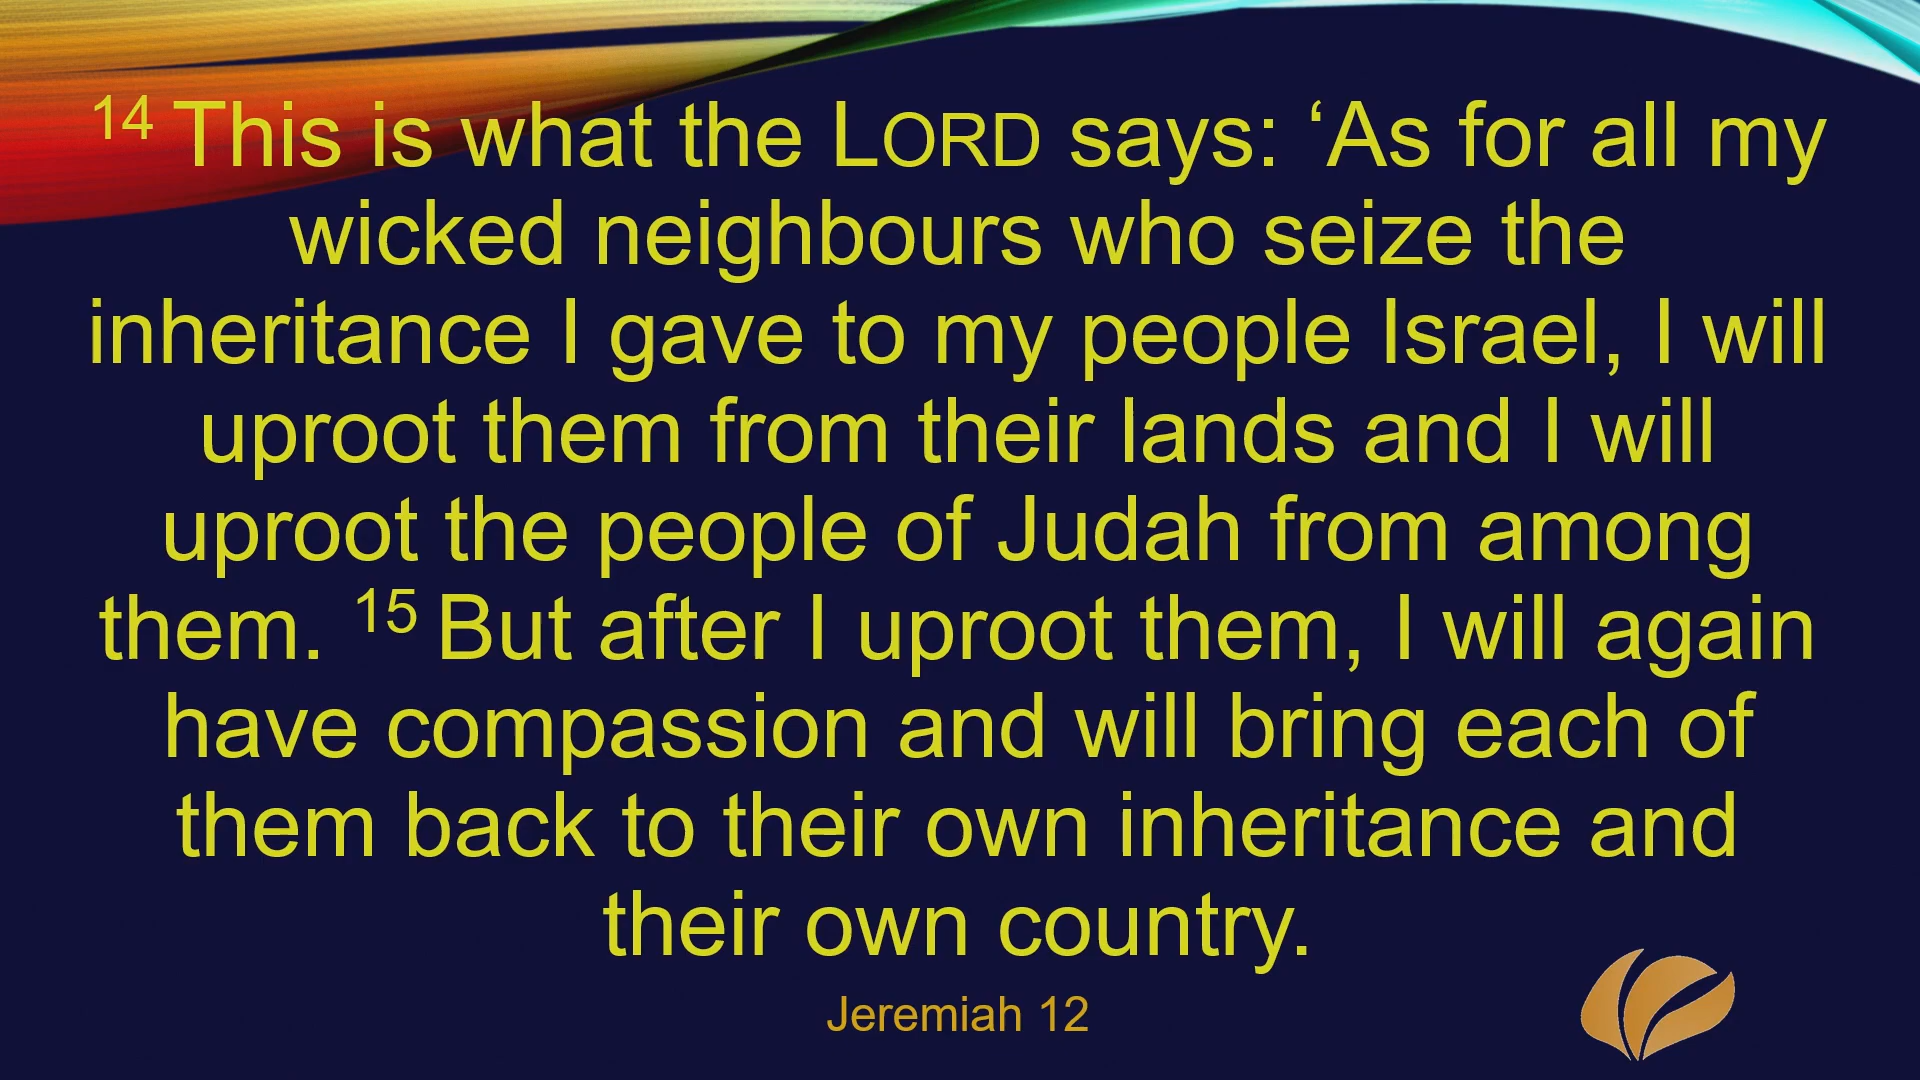 14 This is what the LORD says: ‘As for all my
wicked neighbours who seize the
inheritance I gave to my people Israel, I will
uproot them from their lands and I will
uproot the people of Judah from among
them. 15 But after I uproot them, I will again
have compassion and will bring each of
them back to their own inheritance and
their own country.
Jeremiah 12